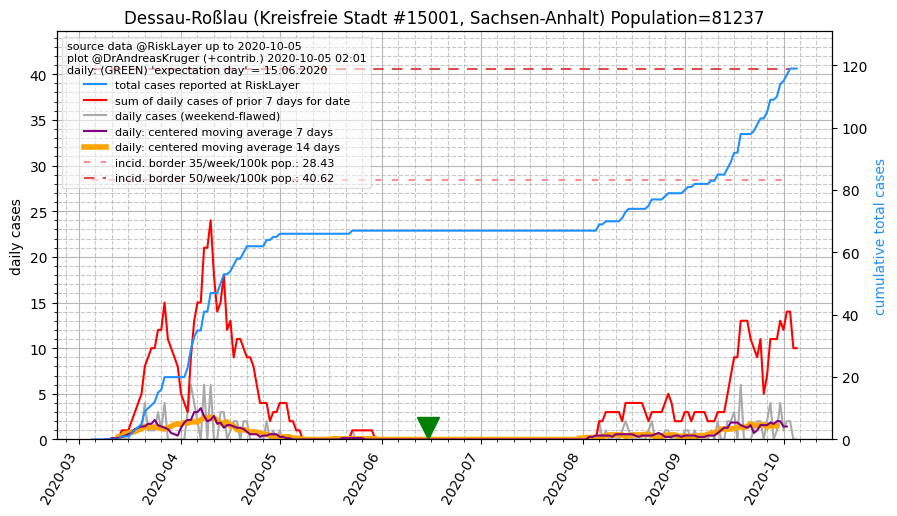 Dessau-Roßlau (Kreisfreie Stadt #15001, Sachsen-Anhalt) Population=81237
source data @RiskLayer up to 2020-10-05
plot @DrAndreasKruger (+contrib.) 2020-10-05 02:01
daily: (GREEN) 'expectation day' = 15.06.2020
total cases reported at RiskLayer
sum of daily cases of prior 7 days for date
daily cases (weekend-flawed)
daily: centered moving average 7 days
daily: centered moving average 14 days
incid. border 35/week/100k pop.: 28.43
incid. border 50/week/100k pop.: 40.62
daily cases
40
35
30
25
20
15
10
5
0
cumulative total cases
120
100
80
60
40
20
0
2020-03
2020-04
2020-05
2020-06
2020-07
2020-08
2020-09
2020-10